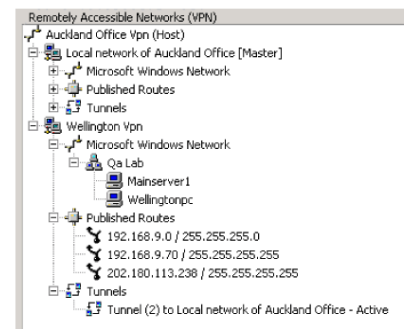 Remotely Accessible Networks (VPN)
Auckland Office Vpn (Host)
Local network of Auckland Office [Master]
Microsoft Windows Network
Published Routes
Tunnels
Wellington Vpn
Microsoft Windows Network
Qa Lab
Mainserver1
Wellingtonpc
Published Routes
192.168.9.0 / 255.255.255.0
192.168.9.70 / 255.255.255.255
202.180.113.238 / 255.255.255.255
Tunnels
Tunnel (2) to Local network of Auckland Office - Active